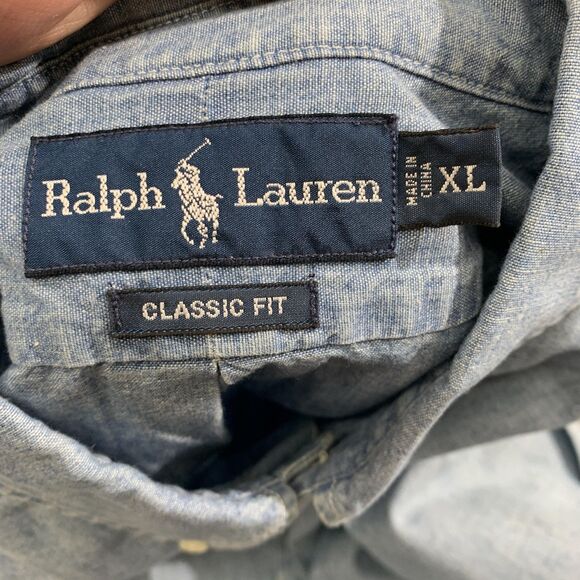 Ralph Lauren
MADE IN
CHINA
XL
CLASSIC FIT